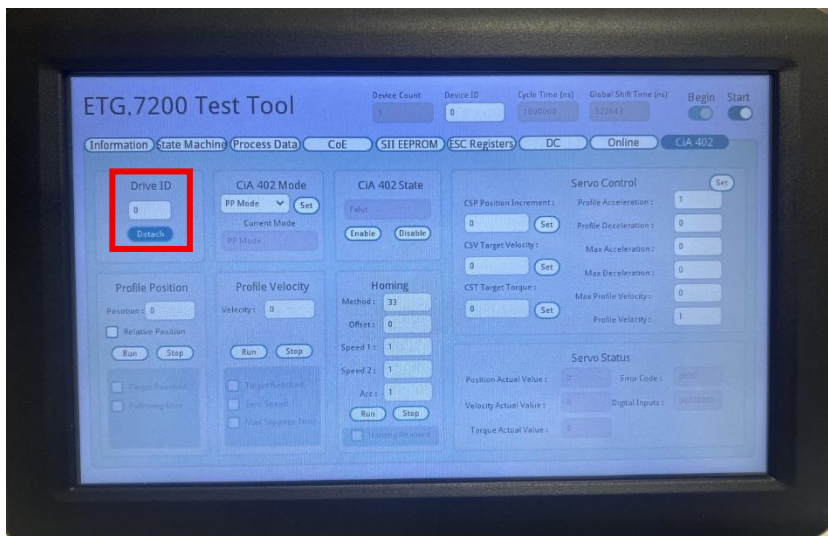 ETG.7200 Test Tool
Device Count Device ID Cycle Time (ns) Global Shift Time (ns) Begin Start
1 0 1000000 522643
Information State Machine Process Data CoE SII EEPROM ESC Registers DC Online CiA 402
Drive ID
0
Detach
CiA 402 Mode
PP Mode Set
Current Mode
PP Mode
CiA 402 State
Falut
Enable Disable
Servo Control Set
CSP Position Increment :
0 Set
CSV Target Velocity :
0 Set
CST Target Torque :
0 Set
Profile Acceleration : 1
Profile Deceleration : 0
Max Acceleration : 0
Max Deceleration : 0
Max Profile Velocity : 0
Profile Velocity : 1
Profile Position
Position : 0
Relative Position
Run Stop
Target Reached
Following Error
Profile Velocity
Velocity : 0
Run Stop
Target Reached
Zero Speed
Max Slippage Error
Homing
Method : 33
Offset : 0
Speed 1 : 1
Speed 2 : 1
Acc : 1
Run Stop
Homing Attained
Servo Status
Position Actual Value : 0 Error Code :
Velocity Actual Value : 0 Digital Inputs :
Torque Actual Value : 0